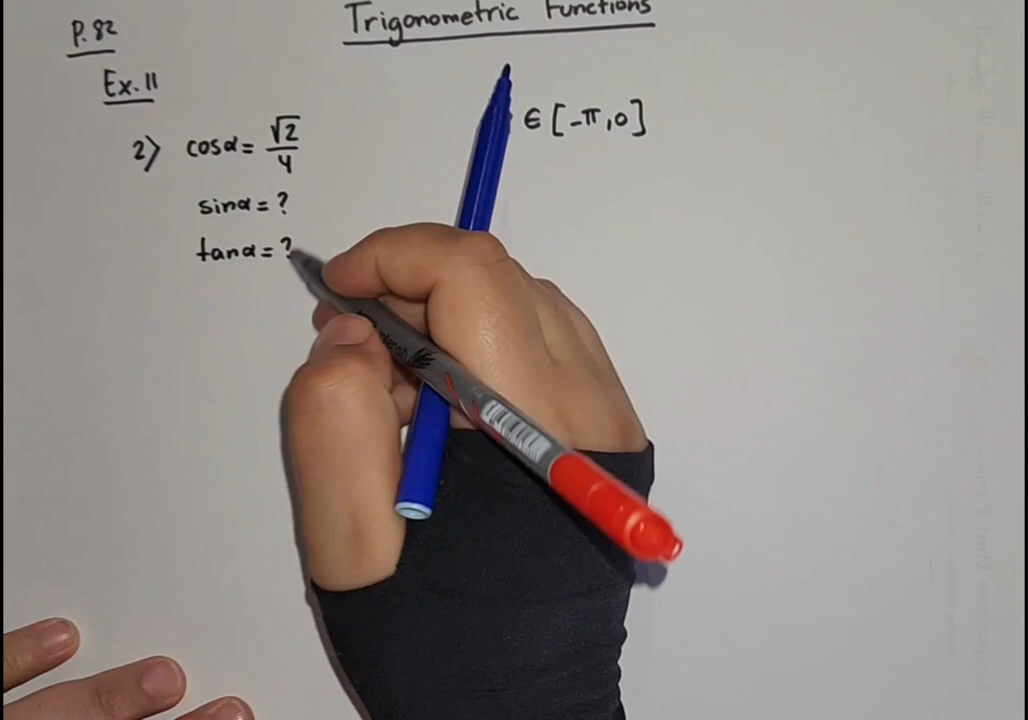 P. 82
Trigonometric Functions
Ex. 11
∈ [-π, 0]
2) cosα = √2/4
sinα = ?
tanα = ?